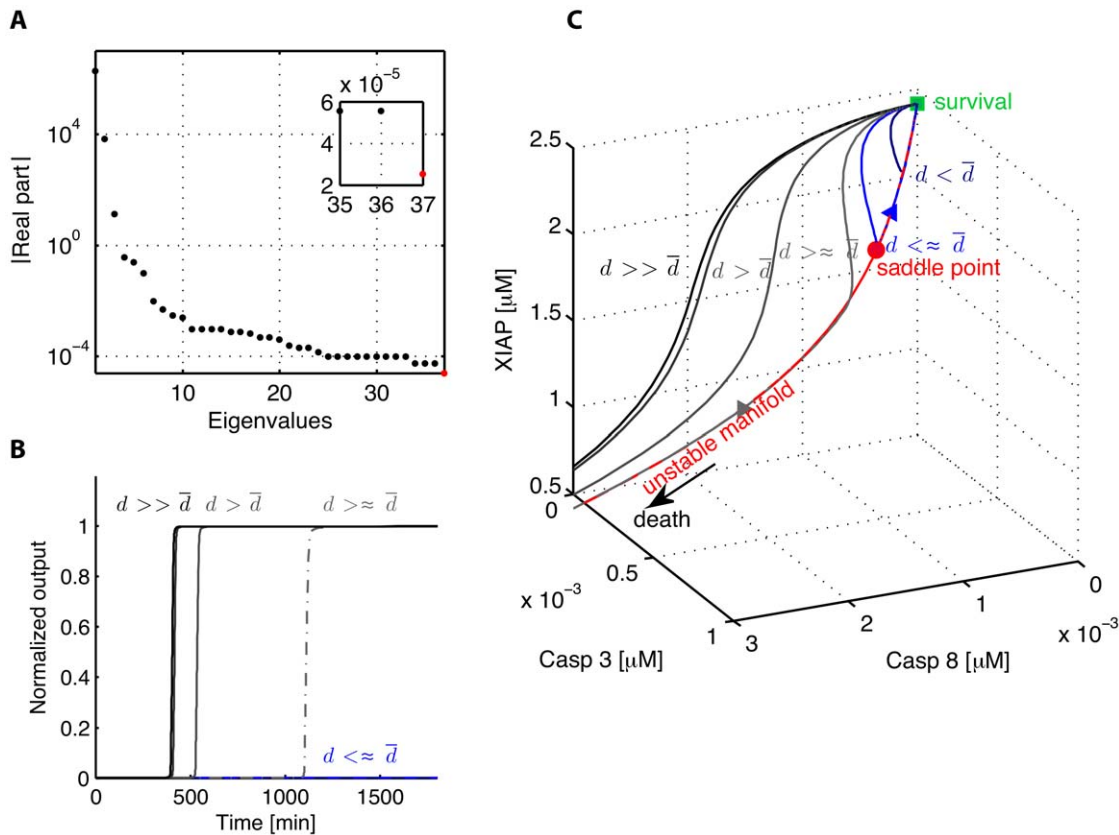 A
|Real part|
10⁴
10⁰
10⁻⁴
10
20
30
Eigenvalues
x 10⁻⁵
6
4
2
35
36
37
B
Normalized output
1
0.8
0.6
0.4
0.2
0
0
500
1000
1500
Time [min]
d >> d̅
d > d̅
d >≈ d̅
d <≈ d̅
C
XIAP [µM]
2.5
2
1.5
1
0.5
0
0.5
1
x 10⁻³
Casp 3 [µM]
3
2
1
0
x 10⁻³
Casp 8 [µM]
survival
d < d̅
d <≈ d̅
saddle point
d >> d̅
d > d̅
d >≈ d̅
unstable manifold
death